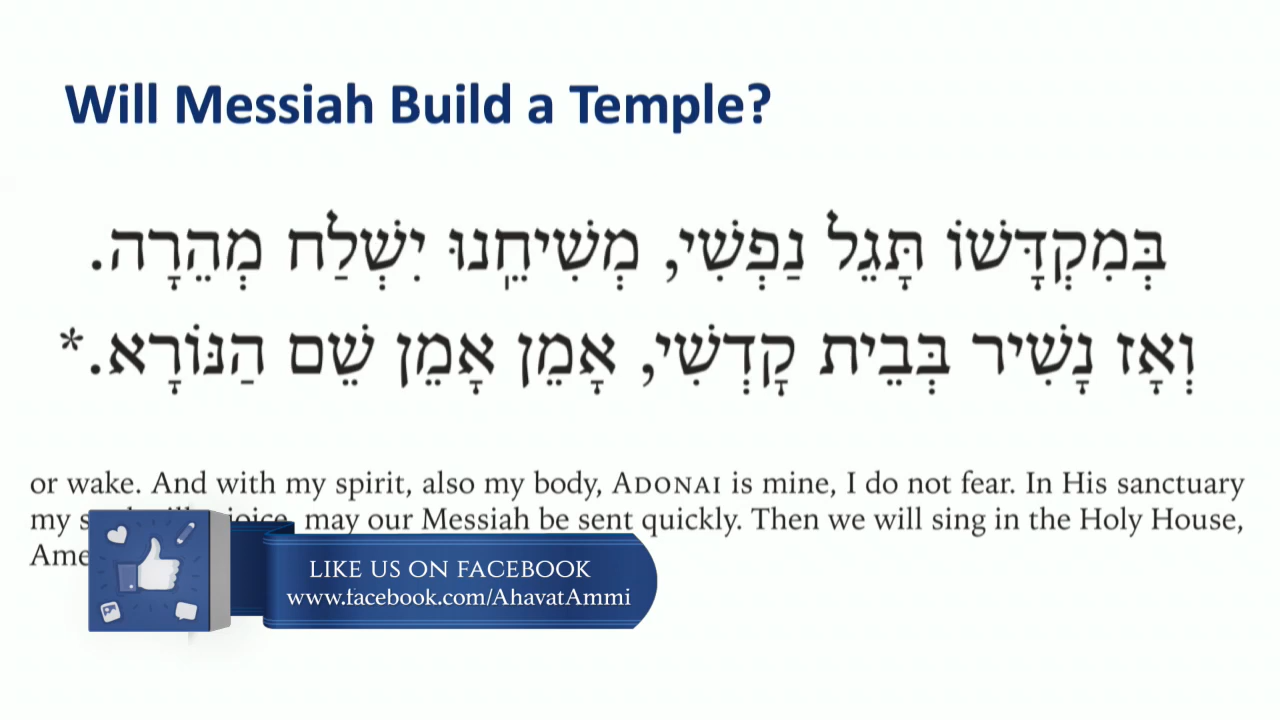 Will Messiah Build a Temple?
בְּמִקְדָּשׁוֹ תָּגֵל נַפְשִׁי, מְשִׁיחֵֽנוּ יִשְׁלַח מְהֵרָה.
וְאָז נָשִׁיר בְּבֵית קָדְשִׁי, אָמֵן אָמֵן שֵׁם הַנּוֹרָא.*
or wake. And with my spirit, also my body, ADONAI is mine, I do not fear. In His sanctuary
my may our Messiah be sent quickly. Then we will sing in the Holy House,
LIKE US ON FACEBOOK
www.facebook.com/AhavatAmmi